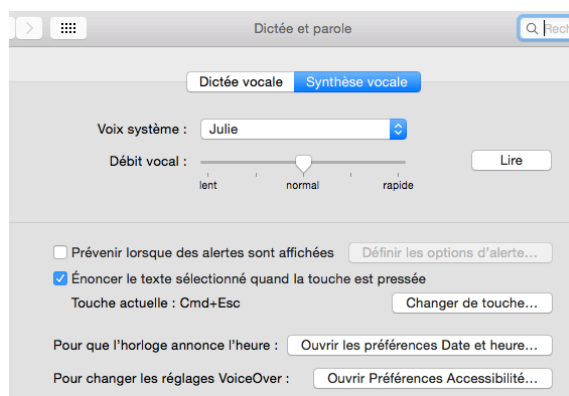 Dictée et parole
Rech
Dictée vocale Synthèse vocale
Voix système : Julie
Débit vocal : Lire
lent normal rapide
Prévenir lorsque des alertes sont affichées Définir les options d'alerte...
Énoncer le texte sélectionné quand la touche est pressée
Touche actuelle : Cmd+Esc Changer de touche...
Pour que l'horloge annonce l'heure : Ouvrir les préférences Date et heure...
Pour changer les réglages VoiceOver : Ouvrir Préférences Accessibilité...